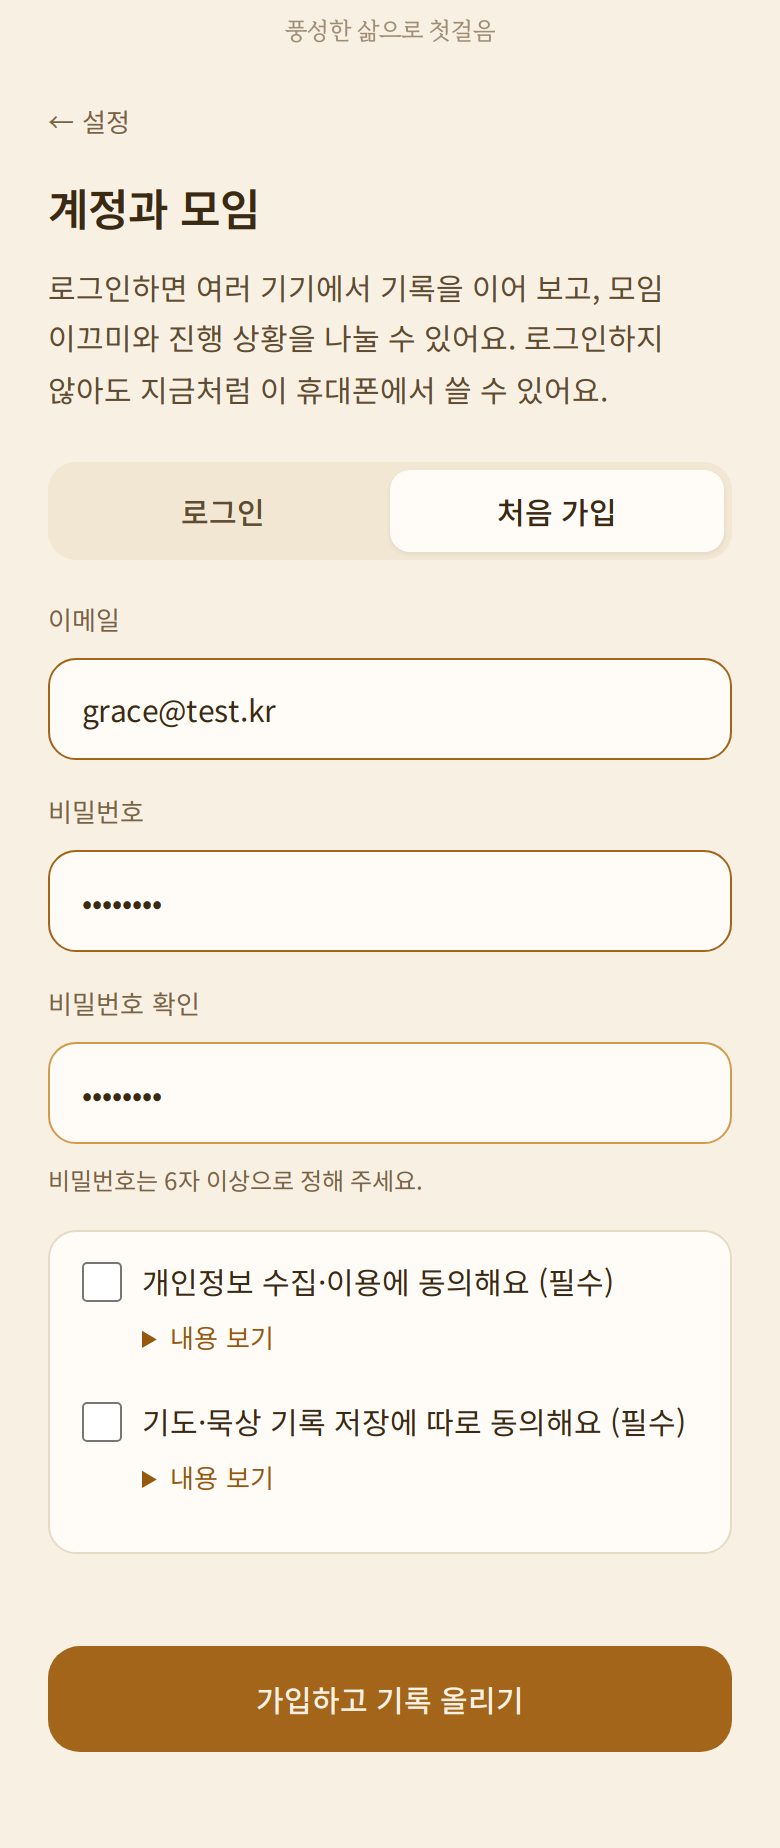 풍성한 삶으로 첫걸음
← 설정
계정과 모임
로그인하면 여러 기기에서 기록을 이어 보고, 모임
이끄미와 진행 상황을 나눌 수 있어요. 로그인하지
않아도 지금처럼 이 휴대폰에서 쓸 수 있어요.
로그인
처음 가입
이메일
grace@test.kr
비밀번호
••••••••
비밀번호 확인
••••••••
비밀번호는 6자 이상으로 정해 주세요.
개인정보 수집·이용에 동의해요 (필수)
▶ 내용 보기
기도·묵상 기록 저장에 따로 동의해요 (필수)
▶ 내용 보기
가입하고 기록 올리기